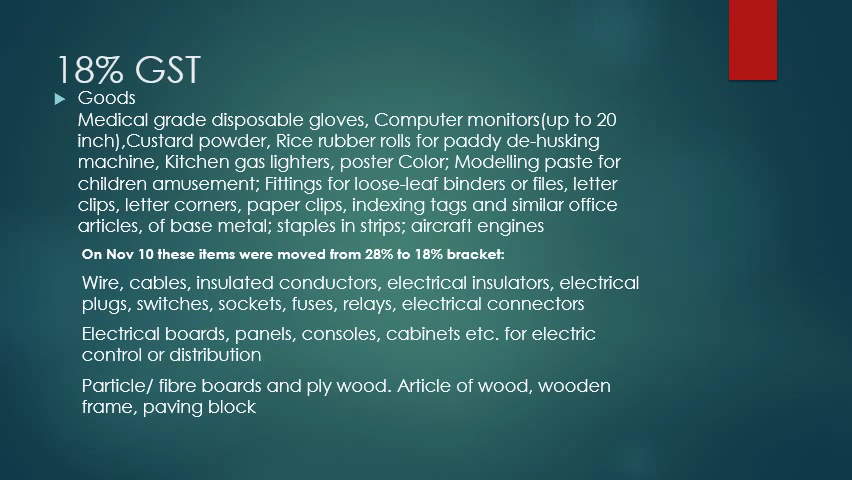 18% GST
Goods
Medical grade disposable gloves, Computer monitors(up to 20
inch),Custard powder, Rice rubber rolls for paddy de-husking
machine, Kitchen gas lighters, poster Color; Modelling paste for
children amusement; Fittings for loose-leaf binders or files, letter
clips, letter corners, paper clips, indexing tags and similar office
articles, of base metal; staples in strips; aircraft engines
On Nov 10 these items were moved from 28% to 18% bracket:
Wire, cables, insulated conductors, electrical insulators, electrical
plugs, switches, sockets, fuses, relays, electrical connectors
Electrical boards, panels, consoles, cabinets etc. for electric
control or distribution
Particle/ fibre boards and ply wood. Article of wood, wooden
frame, paving block